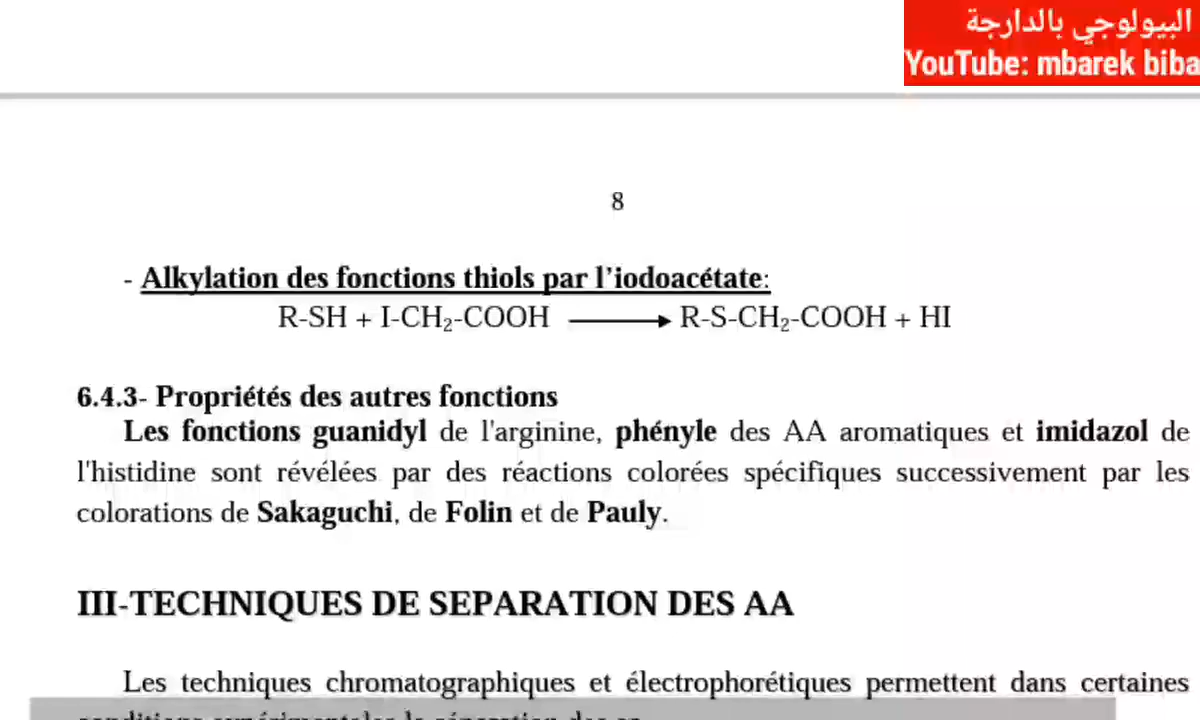 البيولوجي بالدارجة
YouTube: mbarek biba
8
- Alkylation des fonctions thiols par l’iodoacétate:
R-SH + I-CH₂-COOH ⟶ R-S-CH₂-COOH + HI
6.4.3- Propriétés des autres fonctions
Les fonctions guanidyl de l'arginine, phényle des AA aromatiques et imidazol de
l'histidine sont révélées par des réactions colorées spécifiques successivement par les
colorations de Sakaguchi, de Folin et de Pauly.
III-TECHNIQUES DE SEPARATION DES AA
Les techniques chromatographiques et électrophorétiques permettent dans certaines